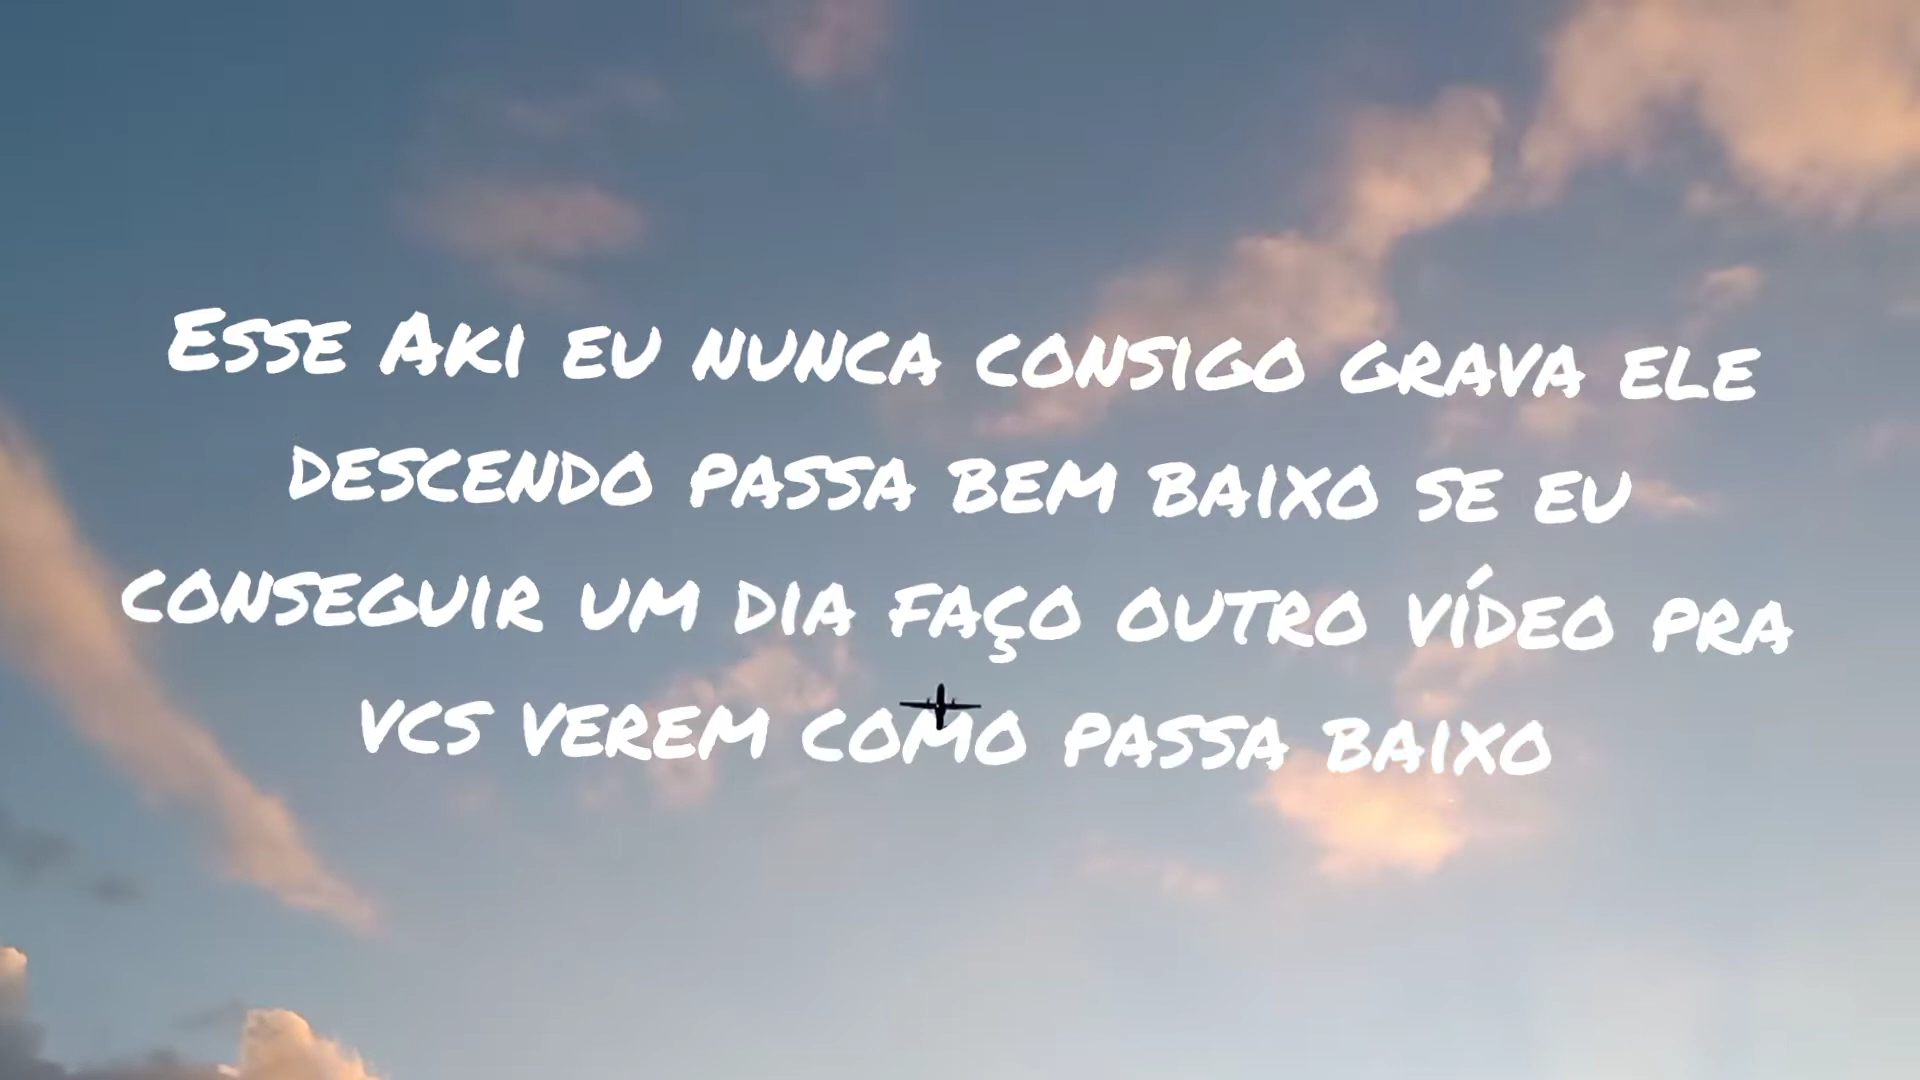 Esse Aki eu nunca consigo grava ele
descendo passa bem baixo se eu
conseguir um dia faço outro vídeo pra
vcs verem como passa baixo